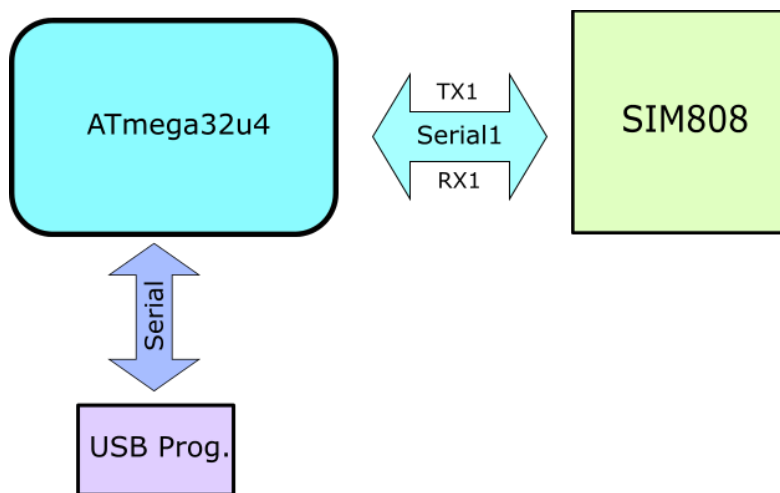 ATmega32u4
TX1
Serial1
RX1
SIM808
Serial
USB Prog.